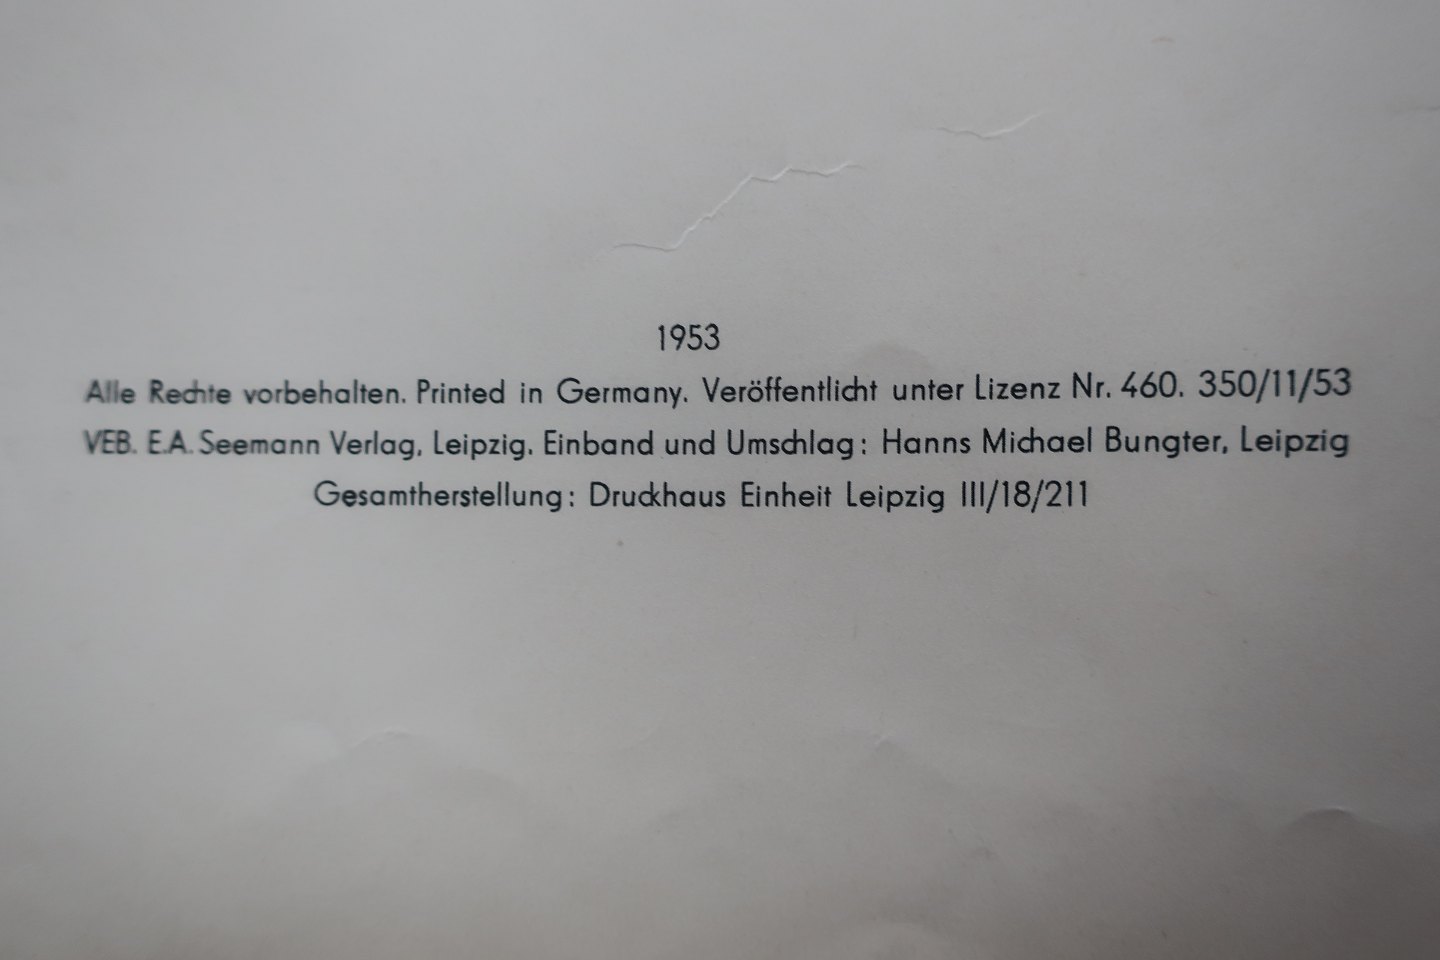 1953
Alle Rechte vorbehalten. Printed in Germany. Veröffentlicht unter Lizenz Nr. 460. 350/11/53
VEB. E.A. Seemann Verlag, Leipzig. Einband und Umschlag: Hanns Michael Bungter, Leipzig
Gesamtherstellung: Druckhaus Einheit Leipzig III/18/211